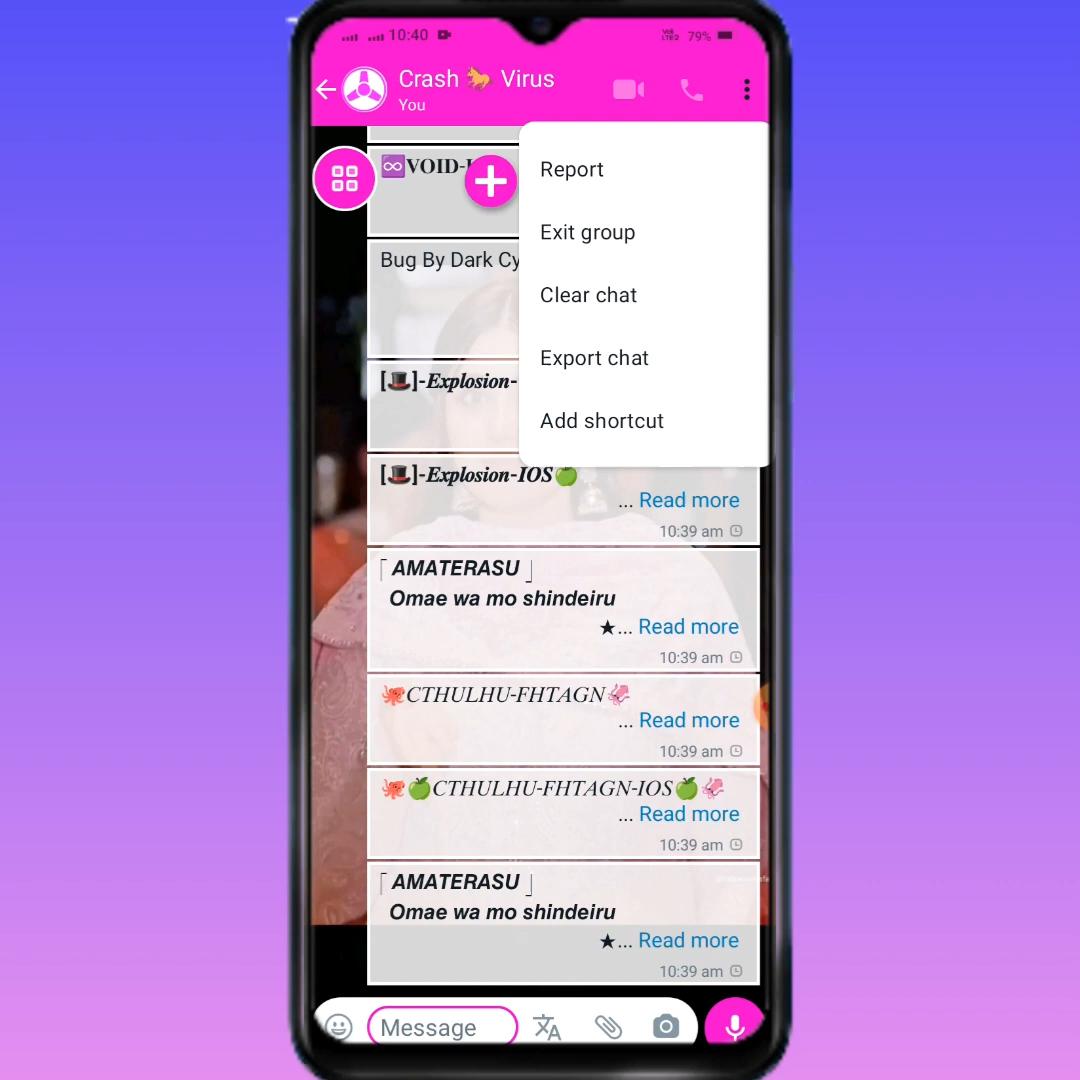 10:40
Vo)) LTE2 79%
Crash 🐎 Virus
You
Report
Exit group
Clear chat
Export chat
Add shortcut
♾️VOID-
Bug By Dark Cy
[🎩]-Explosion-
[🎩]-Explosion-IOS🍏
... Read more
10:39 am
⌈ AMATERASU ⌋
Omae wa mo shindeiru
★... Read more
10:39 am
🐙CTHULHU-FHTAGN🦑
... Read more
10:39 am
🐙🍏CTHULHU-FHTAGN-IOS🍏🦑
... Read more
10:39 am
⌈ AMATERASU ⌋
Omae wa mo shindeiru
★... Read more
10:39 am
Message